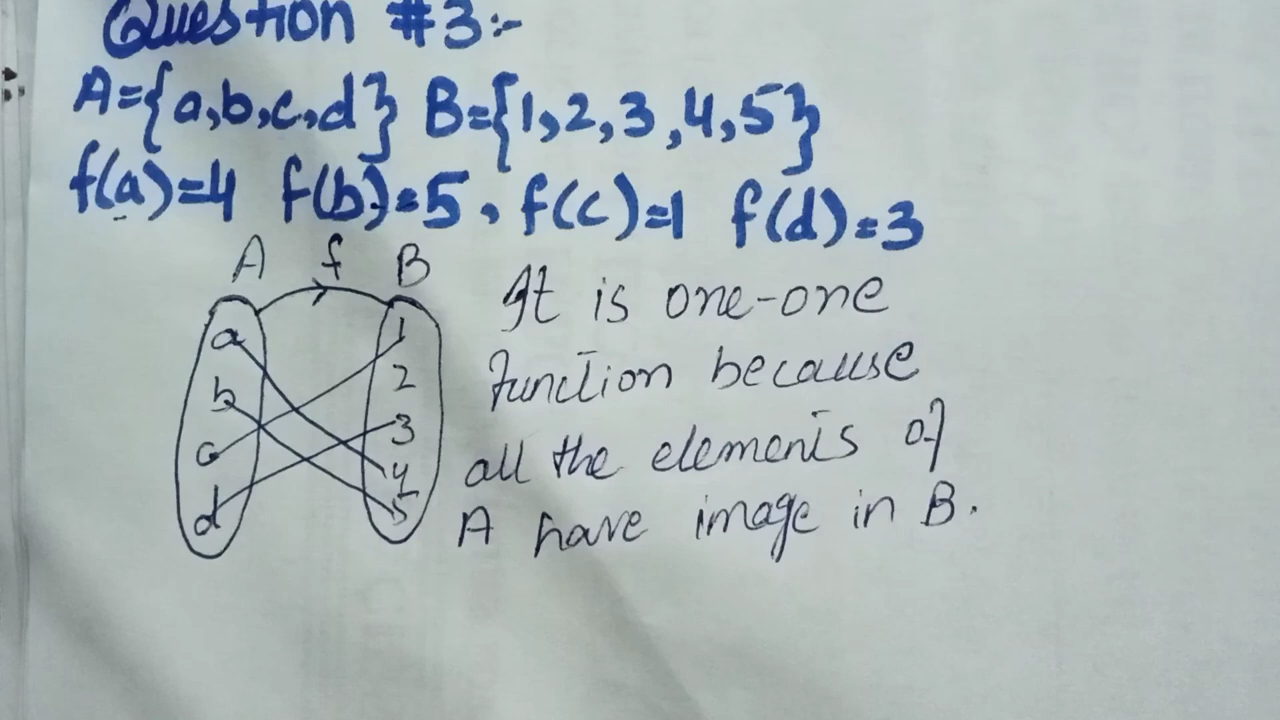 Question #3:-
A={a,b,c,d} B={1,2,3,4,5}
f(a)=4 f(b)=5, f(c)=1 f(d)=3
A f B
a 1
b 2
c 3
d 4
5
It is one-one
function because
all the elements of
A have image in B.